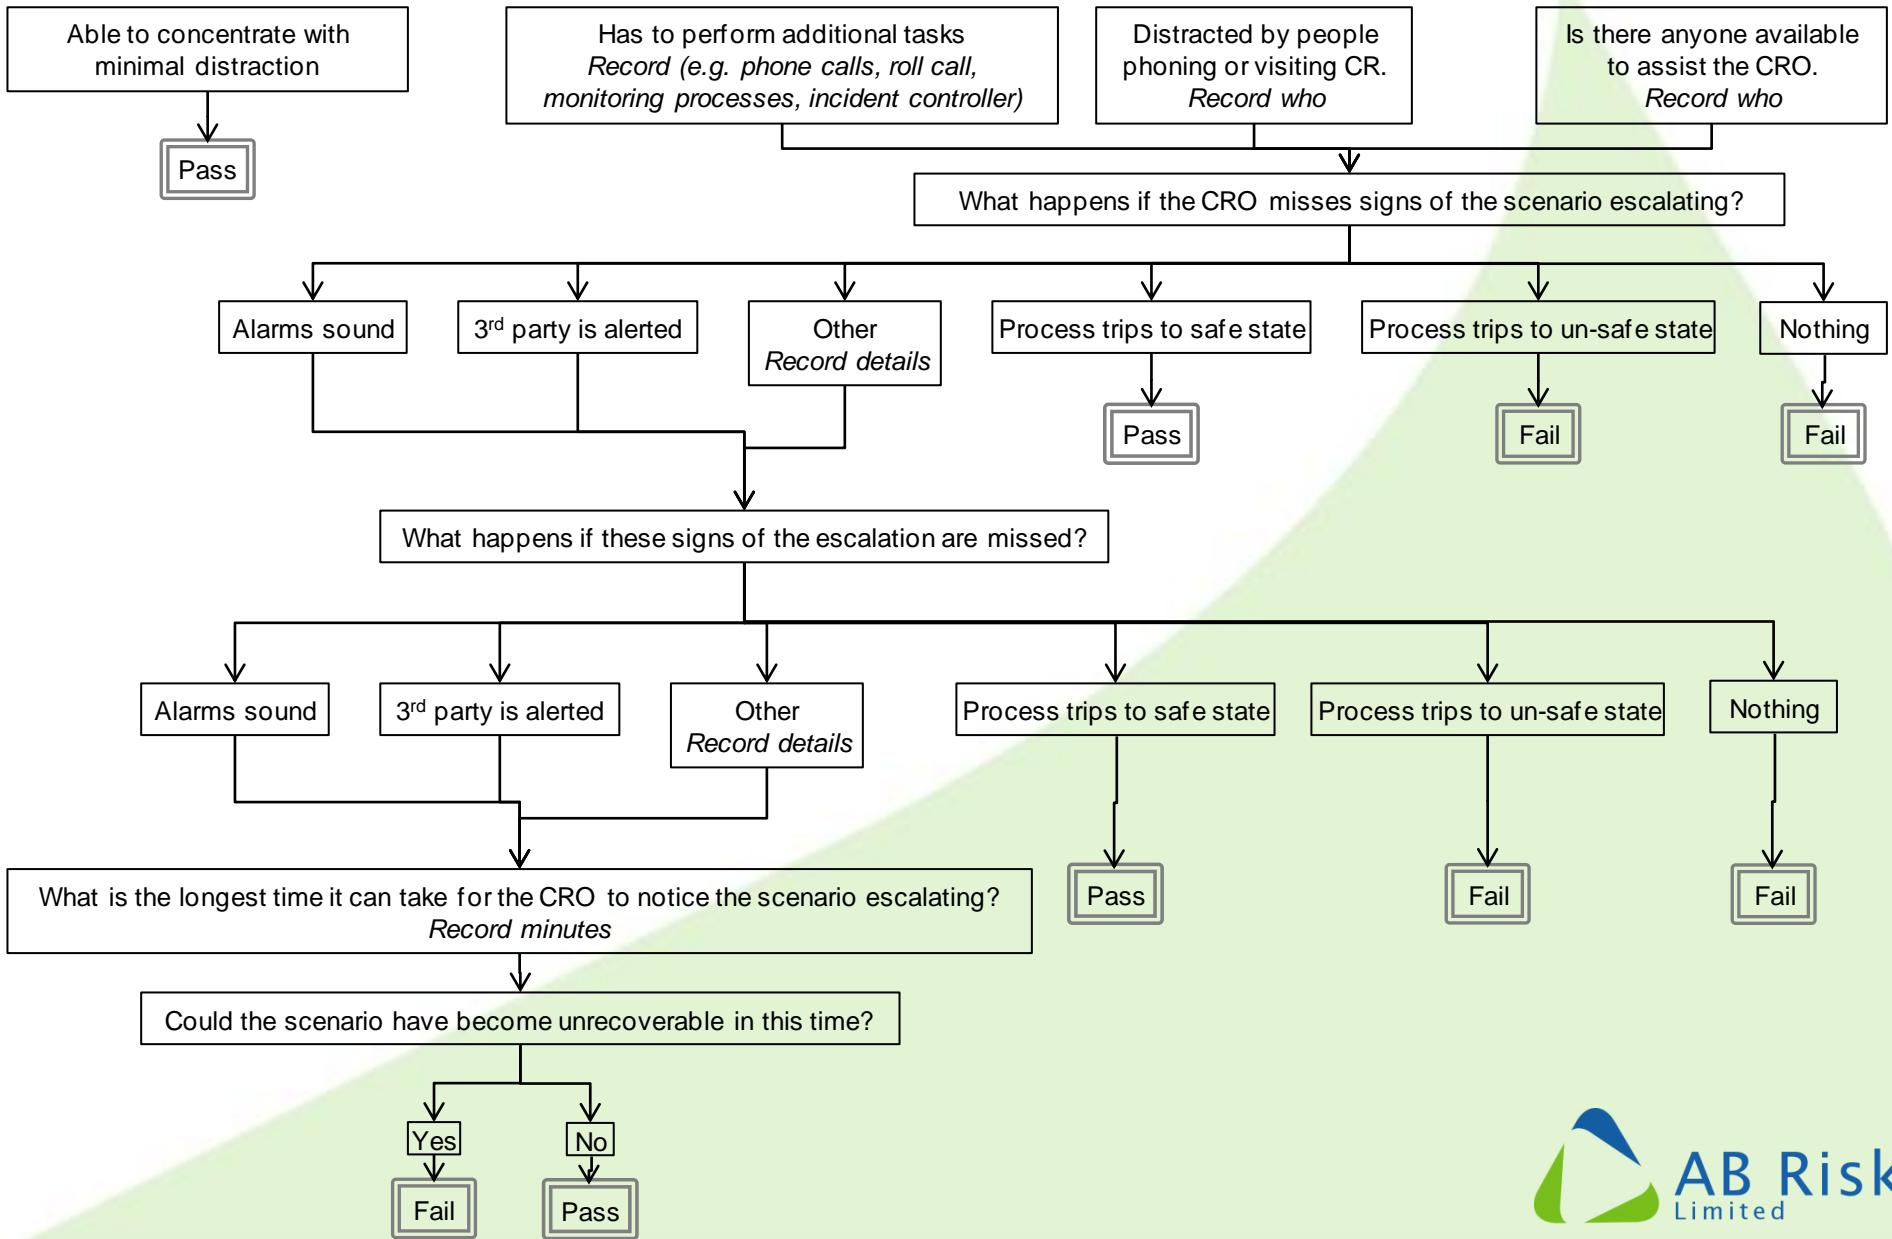 Able to concentrate with
minimal distraction
Has to perform additional tasks
Record (e.g. phone calls, roll call,
monitoring processes, incident controller)
Distracted by people
phoning or visiting CR.
Record who
Is there anyone available
to assist the CRO.
Record who
Pass
What happens if the CRO misses signs of the scenario escalating?
Alarms sound
3rd party is alerted
Other
Record details
Process trips to safe state
Process trips to un-safe state
Nothing
Pass
Fail
Fail
What happens if these signs of the escalation are missed?
Alarms sound
3rd party is alerted
Other
Record details
Process trips to safe state
Process trips to un-safe state
Nothing
Pass
Fail
Fail
What is the longest time it can take for the CRO to notice the scenario escalating?
Record minutes
Could the scenario have become unrecoverable in this time?
Yes
No
Fail
Pass
AB Risk
Limited